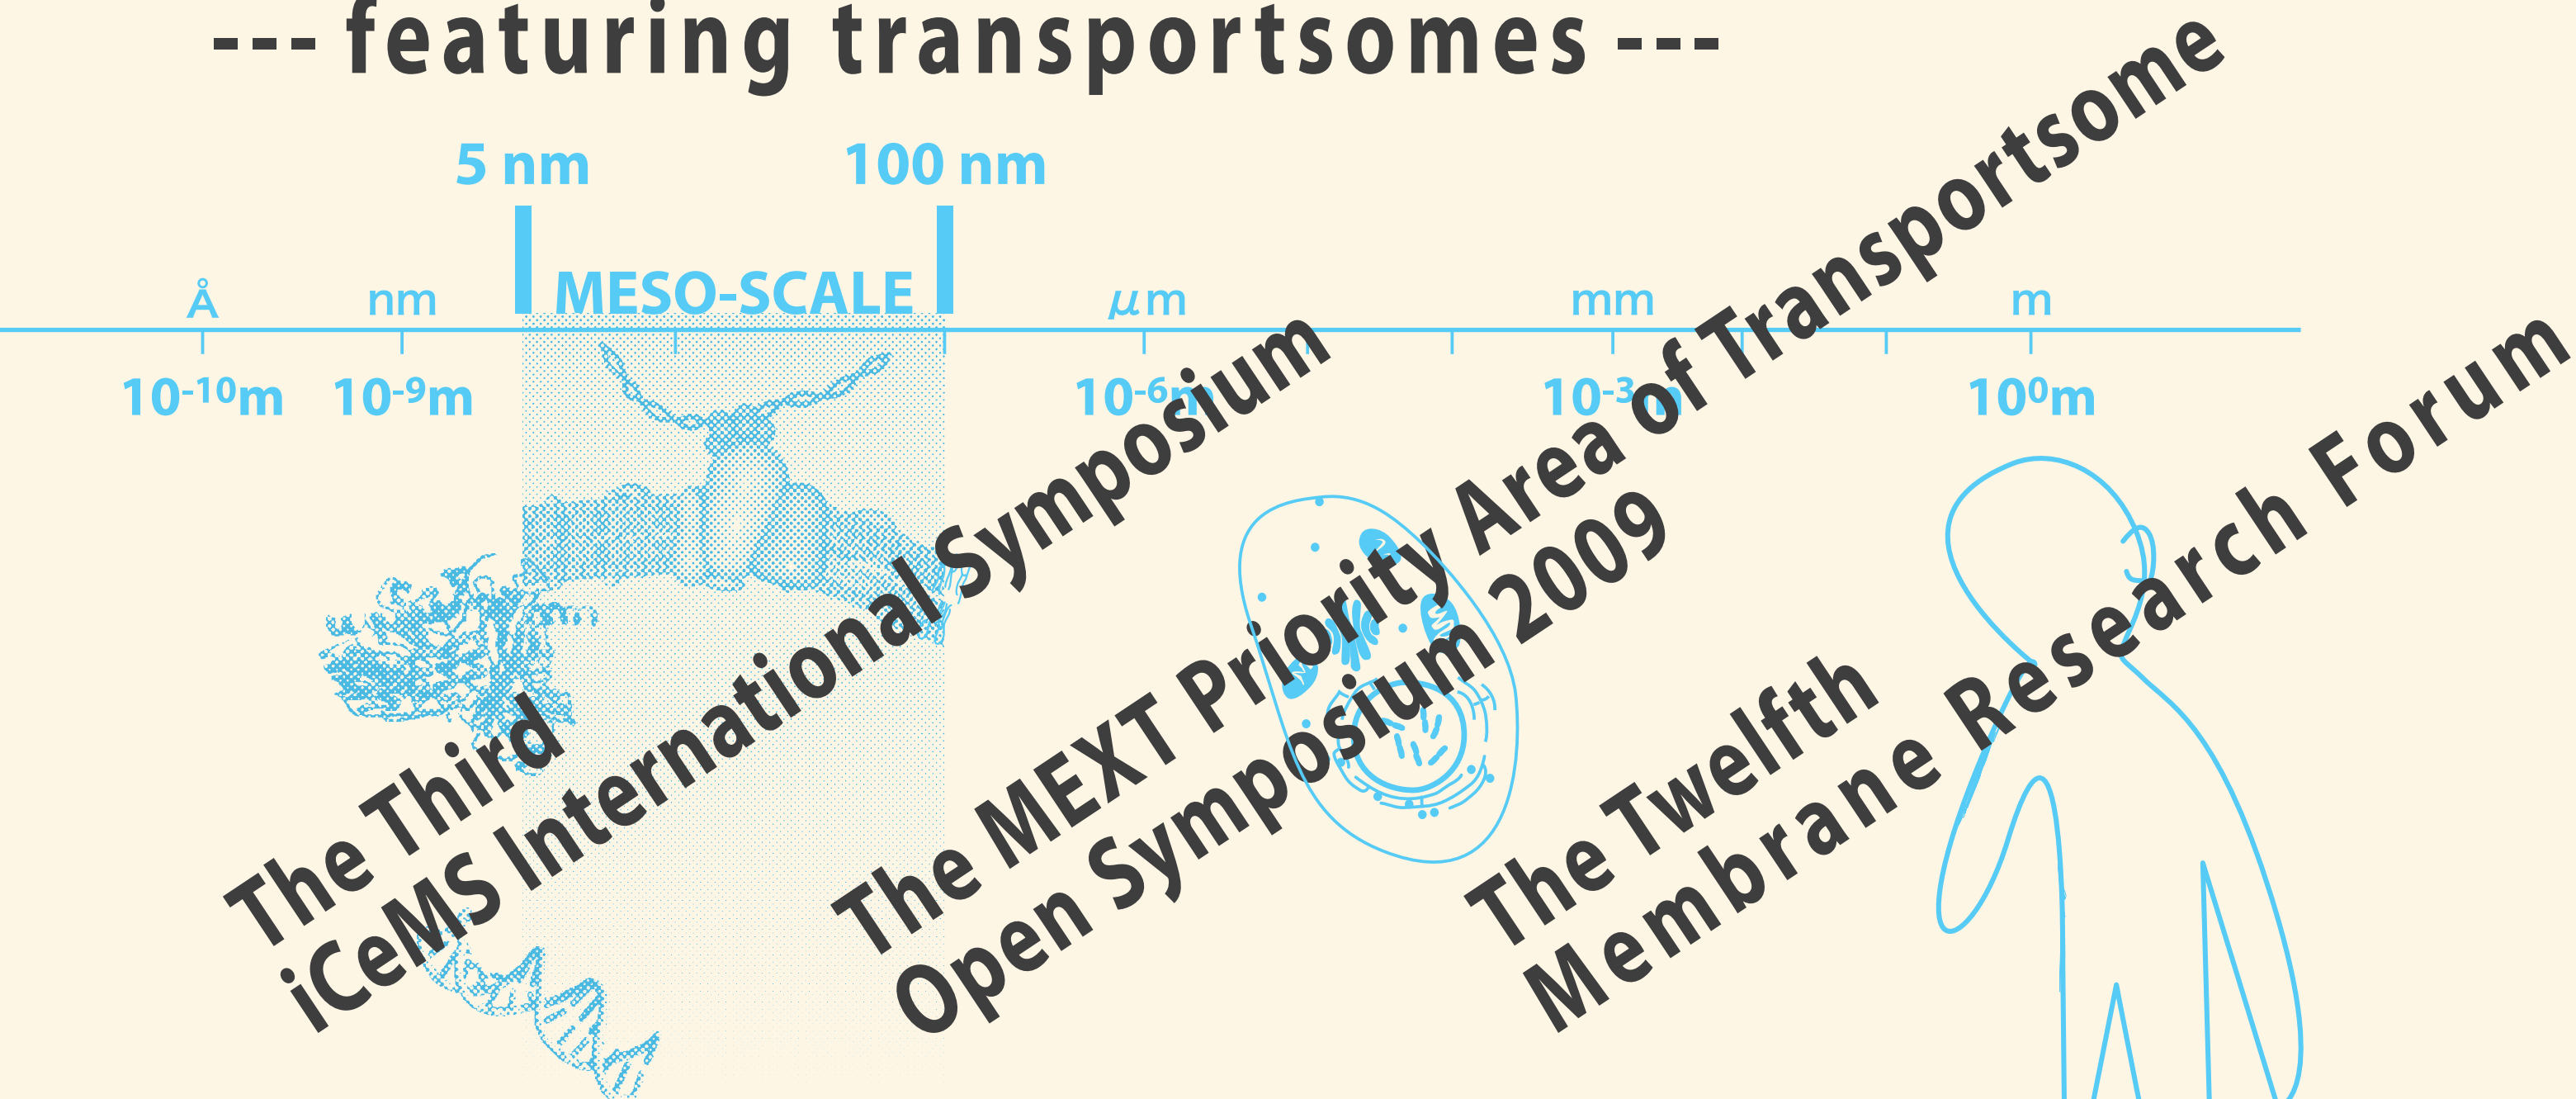 --- featuring transportsomes ---
5 nm 100 nm
MESO-SCALE
Å nm μm mm m
10⁻¹⁰m 10⁻⁹m 10⁻⁶m 10⁻³m 10⁰m
The Third
iCeMS International Symposium
The MEXT Priority Area of Transportsome
Open Symposium 2009
The Twelfth
Membrane Research Forum